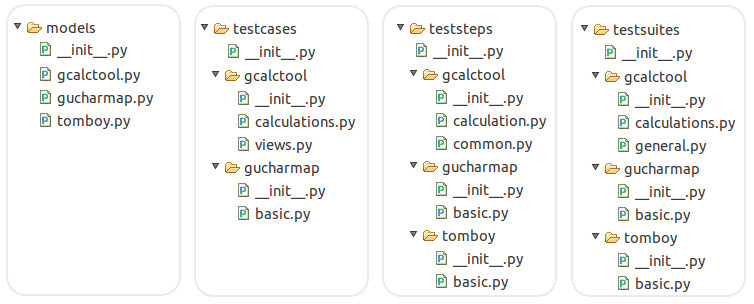 models
__init__.py
gcalctool.py
gucharmap.py
tomboy.py
testcases
__init__.py
gcalctool
__init__.py
calculations.py
views.py
gucharmap
__init__.py
basic.py
teststeps
__init__.py
gcalctool
__init__.py
calculation.py
common.py
gucharmap
__init__.py
basic.py
tomboy
__init__.py
basic.py
testsuites
__init__.py
gcalctool
__init__.py
calculations.py
general.py
gucharmap
__init__.py
basic.py
tomboy
__init__.py
basic.py